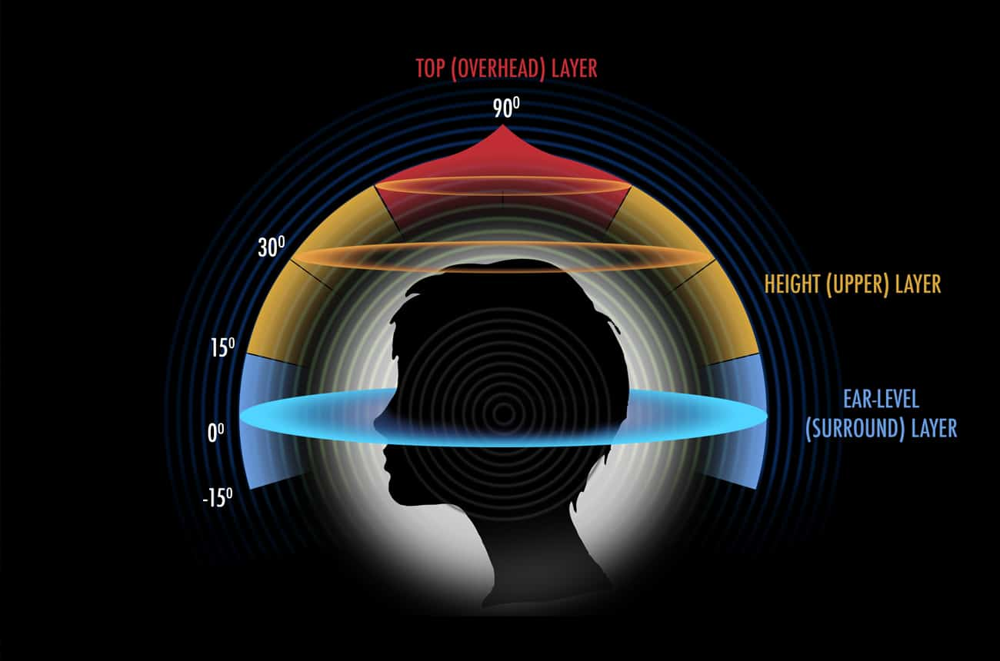 TOP (OVERHEAD) LAYER
90⁰
30⁰
HEIGHT (UPPER) LAYER
15⁰
EAR-LEVEL
(SURROUND) LAYER
0⁰
-15⁰